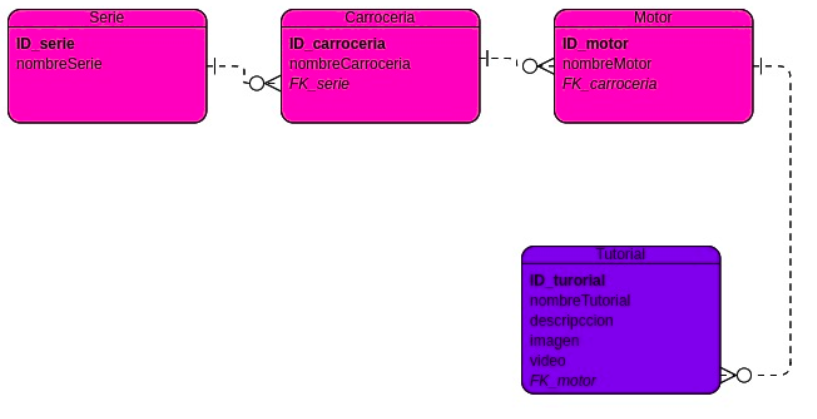 Serie
ID_serie
nombreSerie
Carroceria
ID_carroceria
nombreCarroceria
FK_serie
Motor
ID_motor
nombreMotor
FK_carroceria
Tutorial
ID_turorial
nombreTutorial
descripccion
imagen
video
FK_motor